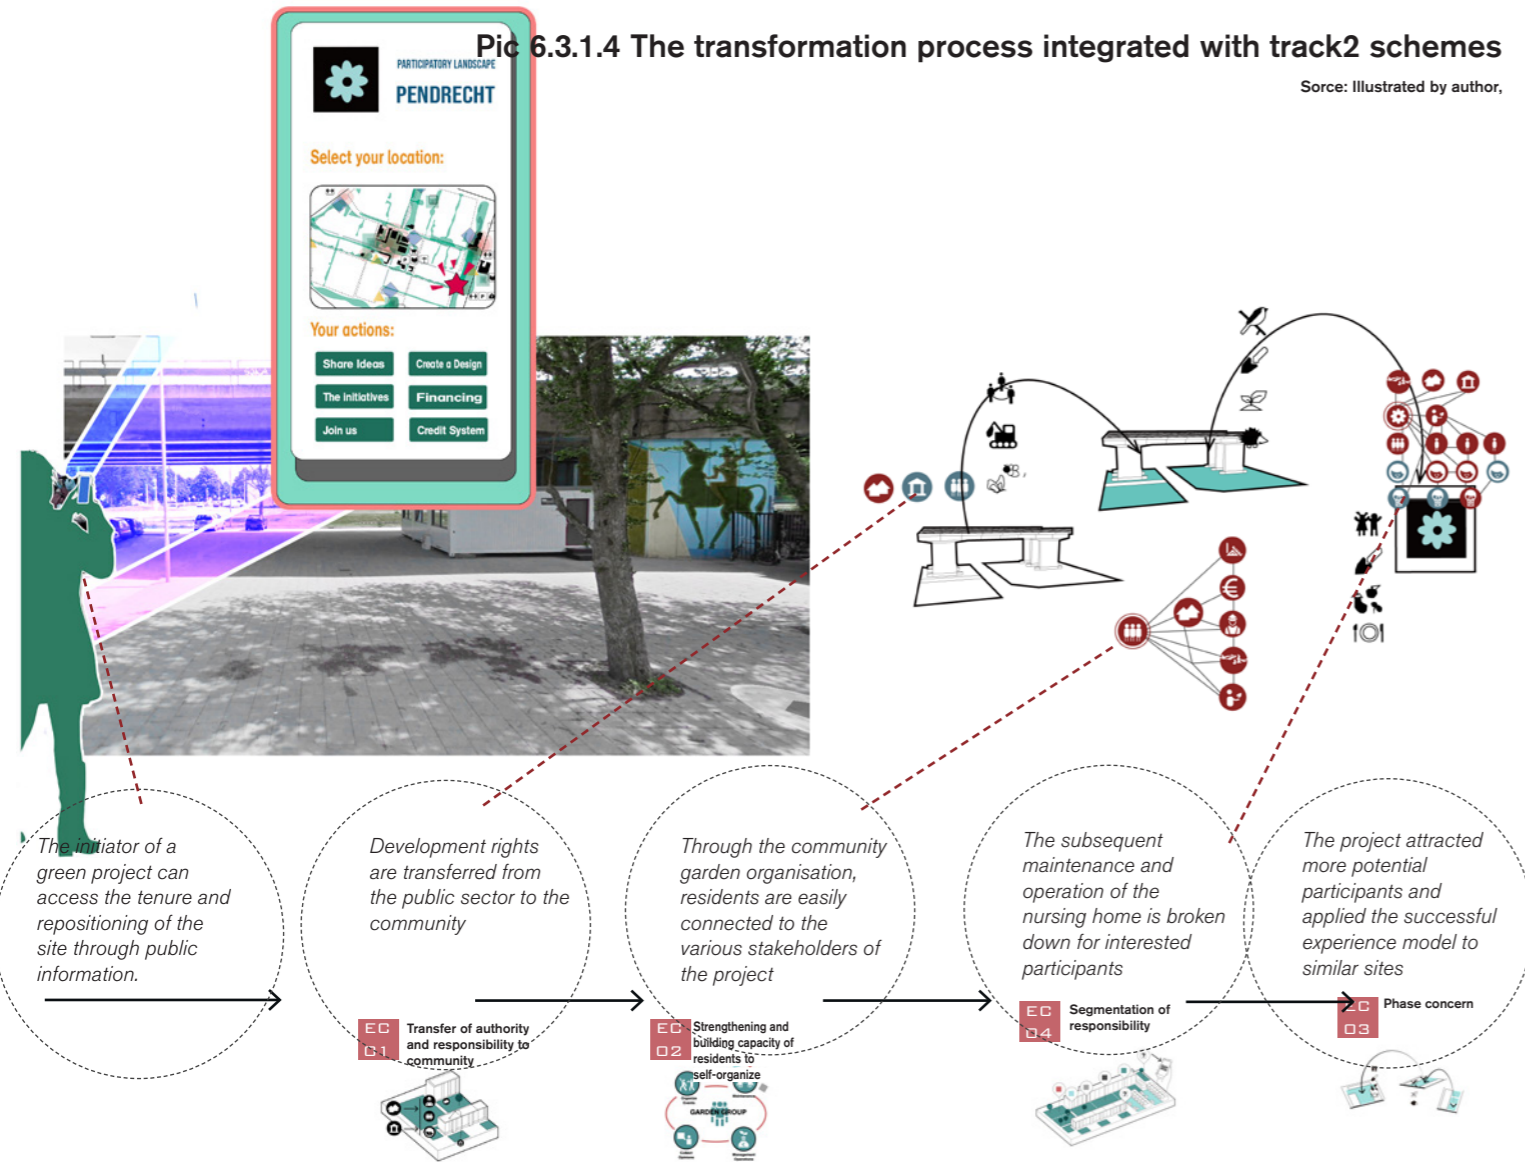 Pic 6.3.1.4 The transformation process integrated with track2 schemes
Sorce: Illustrated by author,
PARTICIPATORY LANDSCAPE
PENDRECHT
Select your location:
Your actions:
Share Ideas
Create a Design
The initiatives
Financing
Join us
Credit System
The initiator of a
green project can
access the tenure and
repositioning of the
site through public
information.
Development rights
are transferred from
the public sector to the
community
Through the community
garden organisation,
residents are easily
connected to the
various stakeholders of
the project
The subsequent
maintenance and
operation of the
nursing home is broken
down for interested
participants
The project attracted
more potential
participants and
applied the successful
experience model to
similar sites
EC
01
Transfer of authority
and responsibility to
community
EC
02
Strengthening and
building capacity of
residents to
self-organize
EC
04
Segmentation of
responsibility
EC
03
Phase concern
GARDEN GROUP